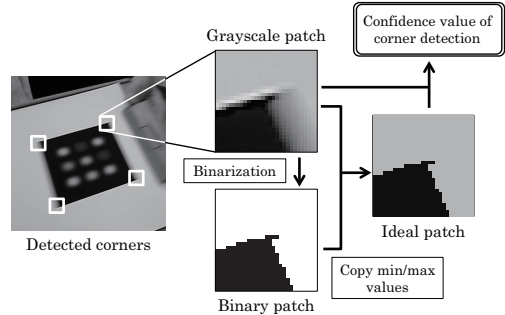 Confidence value of
corner detection
Grayscale patch
Binarization
Detected corners
Ideal patch
Copy min/max
values
Binary patch